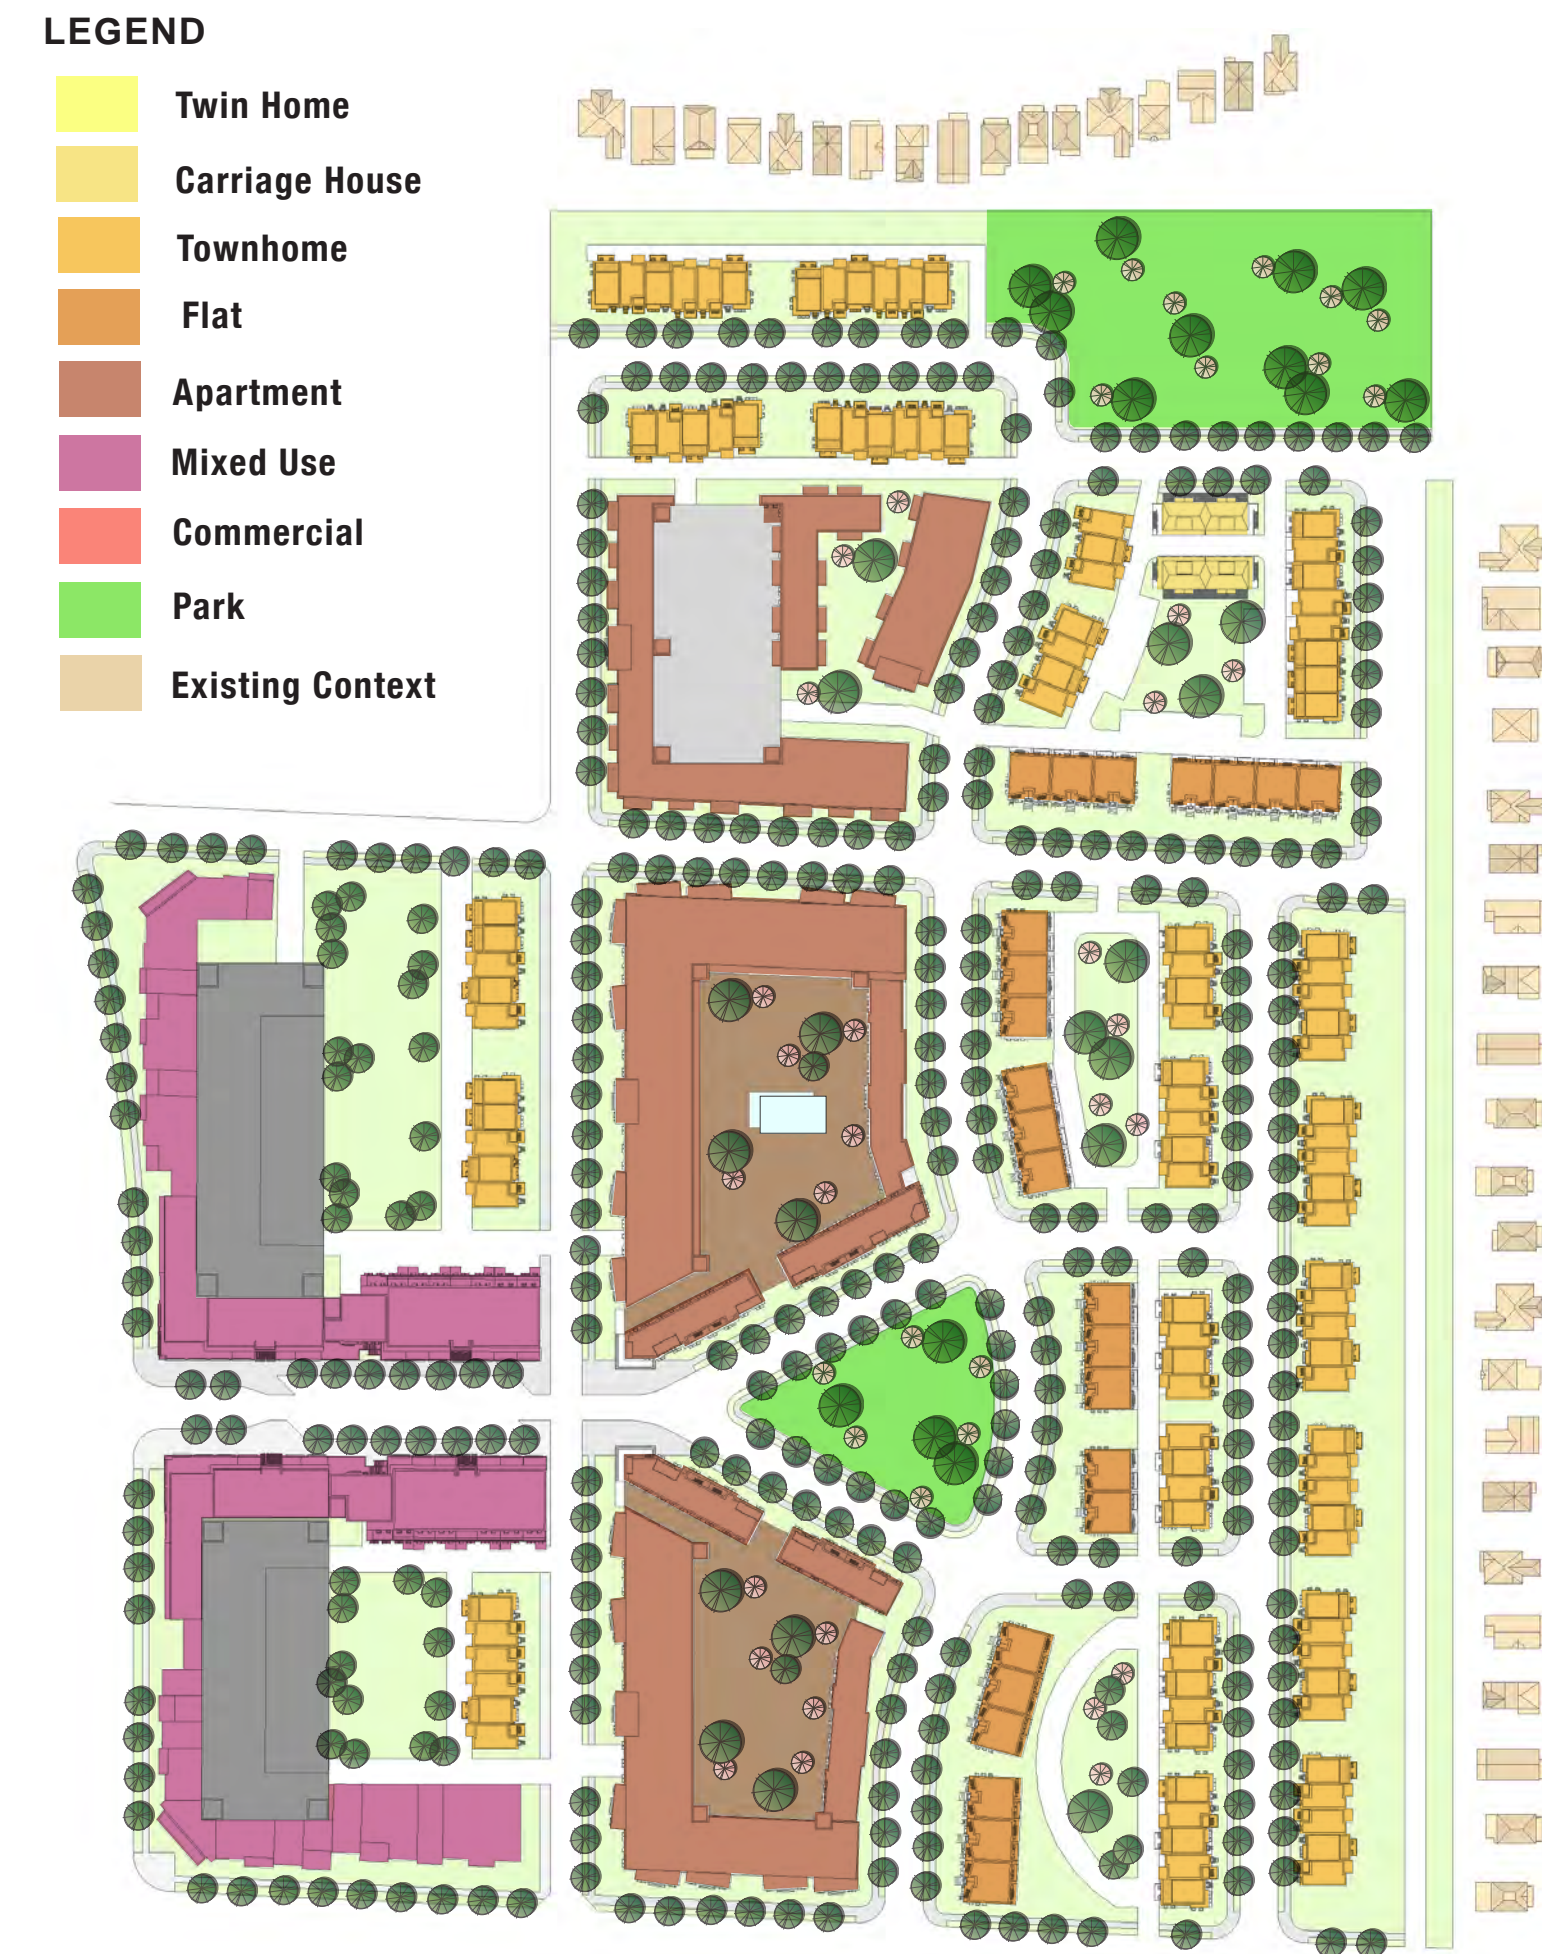 LEGEND
Twin Home
Carriage House
Townhome
Flat
Apartment
Mixed Use
Commercial
Park
Existing Context